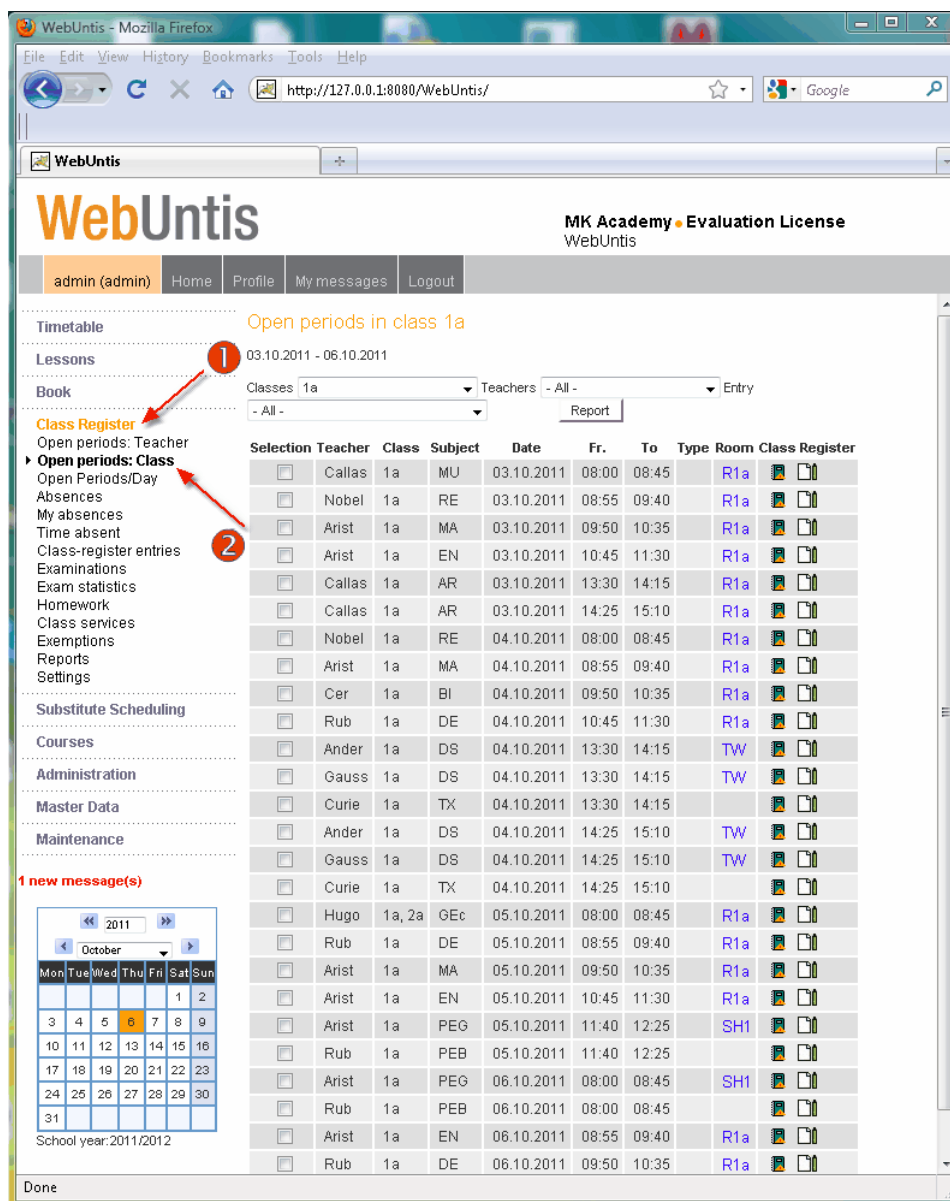 WebUntis - Mozilla Firefox
File Edit View History Bookmarks Tools Help
http://127.0.0.1:8080/WebUntis/ Google
WebUntis
WebUntis
MK Academy • Evaluation License
WebUntis
admin (admin) Home Profile My messages Logout
Timetable
Lessons
Book
Class Register
Open periods: Teacher
Open periods: Class
Open Periods/Day
Absences
My absences
Time absent
Class-register entries
Examinations
Exam statistics
Homework
Class services
Exemptions
Reports
Settings
Substitute Scheduling
Courses
Administration
Master Data
Maintenance
1 new message(s)
2011
October
Mon Tue Wed Thu Fri Sat Sun
1 2
3 4 5 6 7 8 9
10 11 12 13 14 15 16
17 18 19 20 21 22 23
24 25 26 27 28 29 30
31
School year:2011/2012
1
2
Open periods in class 1a
03.10.2011 - 06.10.2011
Classes 1a Teachers - All - Entry
- All - Report
Selection Teacher Class Subject Date Fr. To Type Room Class Register
Callas 1a MU 03.10.2011 08:00 08:45 R1a
Nobel 1a RE 03.10.2011 08:55 09:40 R1a
Arist 1a MA 03.10.2011 09:50 10:35 R1a
Arist 1a EN 03.10.2011 10:45 11:30 R1a
Callas 1a AR 03.10.2011 13:30 14:15 R1a
Callas 1a AR 03.10.2011 14:25 15:10 R1a
Nobel 1a RE 04.10.2011 08:00 08:45 R1a
Arist 1a MA 04.10.2011 08:55 09:40 R1a
Cer 1a BI 04.10.2011 09:50 10:35 R1a
Rub 1a DE 04.10.2011 10:45 11:30 R1a
Ander 1a DS 04.10.2011 13:30 14:15 TW
Gauss 1a DS 04.10.2011 13:30 14:15 TW
Curie 1a TX 04.10.2011 13:30 14:15
Ander 1a DS 04.10.2011 14:25 15:10 TW
Gauss 1a DS 04.10.2011 14:25 15:10 TW
Curie 1a TX 04.10.2011 14:25 15:10
Hugo 1a, 2a GEc 05.10.2011 08:00 08:45 R1a
Rub 1a DE 05.10.2011 08:55 09:40 R1a
Arist 1a MA 05.10.2011 09:50 10:35 R1a
Arist 1a EN 05.10.2011 10:45 11:30 R1a
Arist 1a PEG 05.10.2011 11:40 12:25 SH1
Rub 1a PEB 05.10.2011 11:40 12:25
Arist 1a PEG 06.10.2011 08:00 08:45 SH1
Rub 1a PEB 06.10.2011 08:00 08:45
Arist 1a EN 06.10.2011 08:55 09:40 R1a
Rub 1a DE 06.10.2011 09:50 10:35 R1a
Done